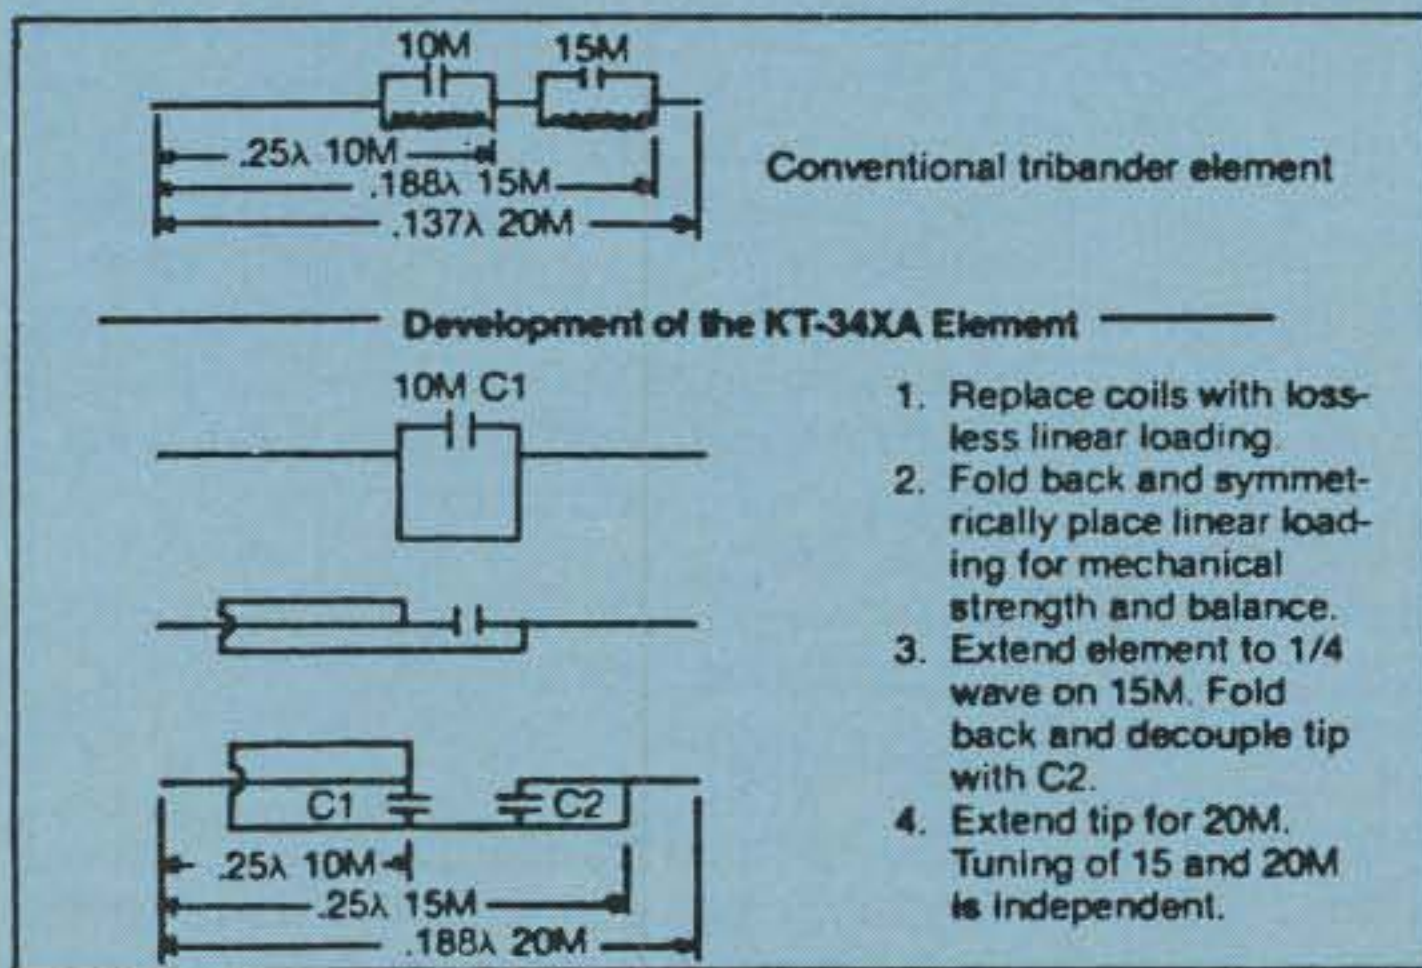 10M 15M
.25λ 10M
.188λ 15M
.137λ 20M
Conventional tribander element
Development of the KT-34XA Element
10M C1
C1 C2
.25λ 10M
.25λ 15M
.188λ 20M
1. Replace coils with loss-
less linear loading.
2. Fold back and symmet-
rically place linear load-
ing for mechanical
strength and balance.
3. Extend element to 1/4
wave on 15M. Fold
back and decouple tip
with C2.
4. Extend tip for 20M.
Tuning of 15 and 20M
is independent.